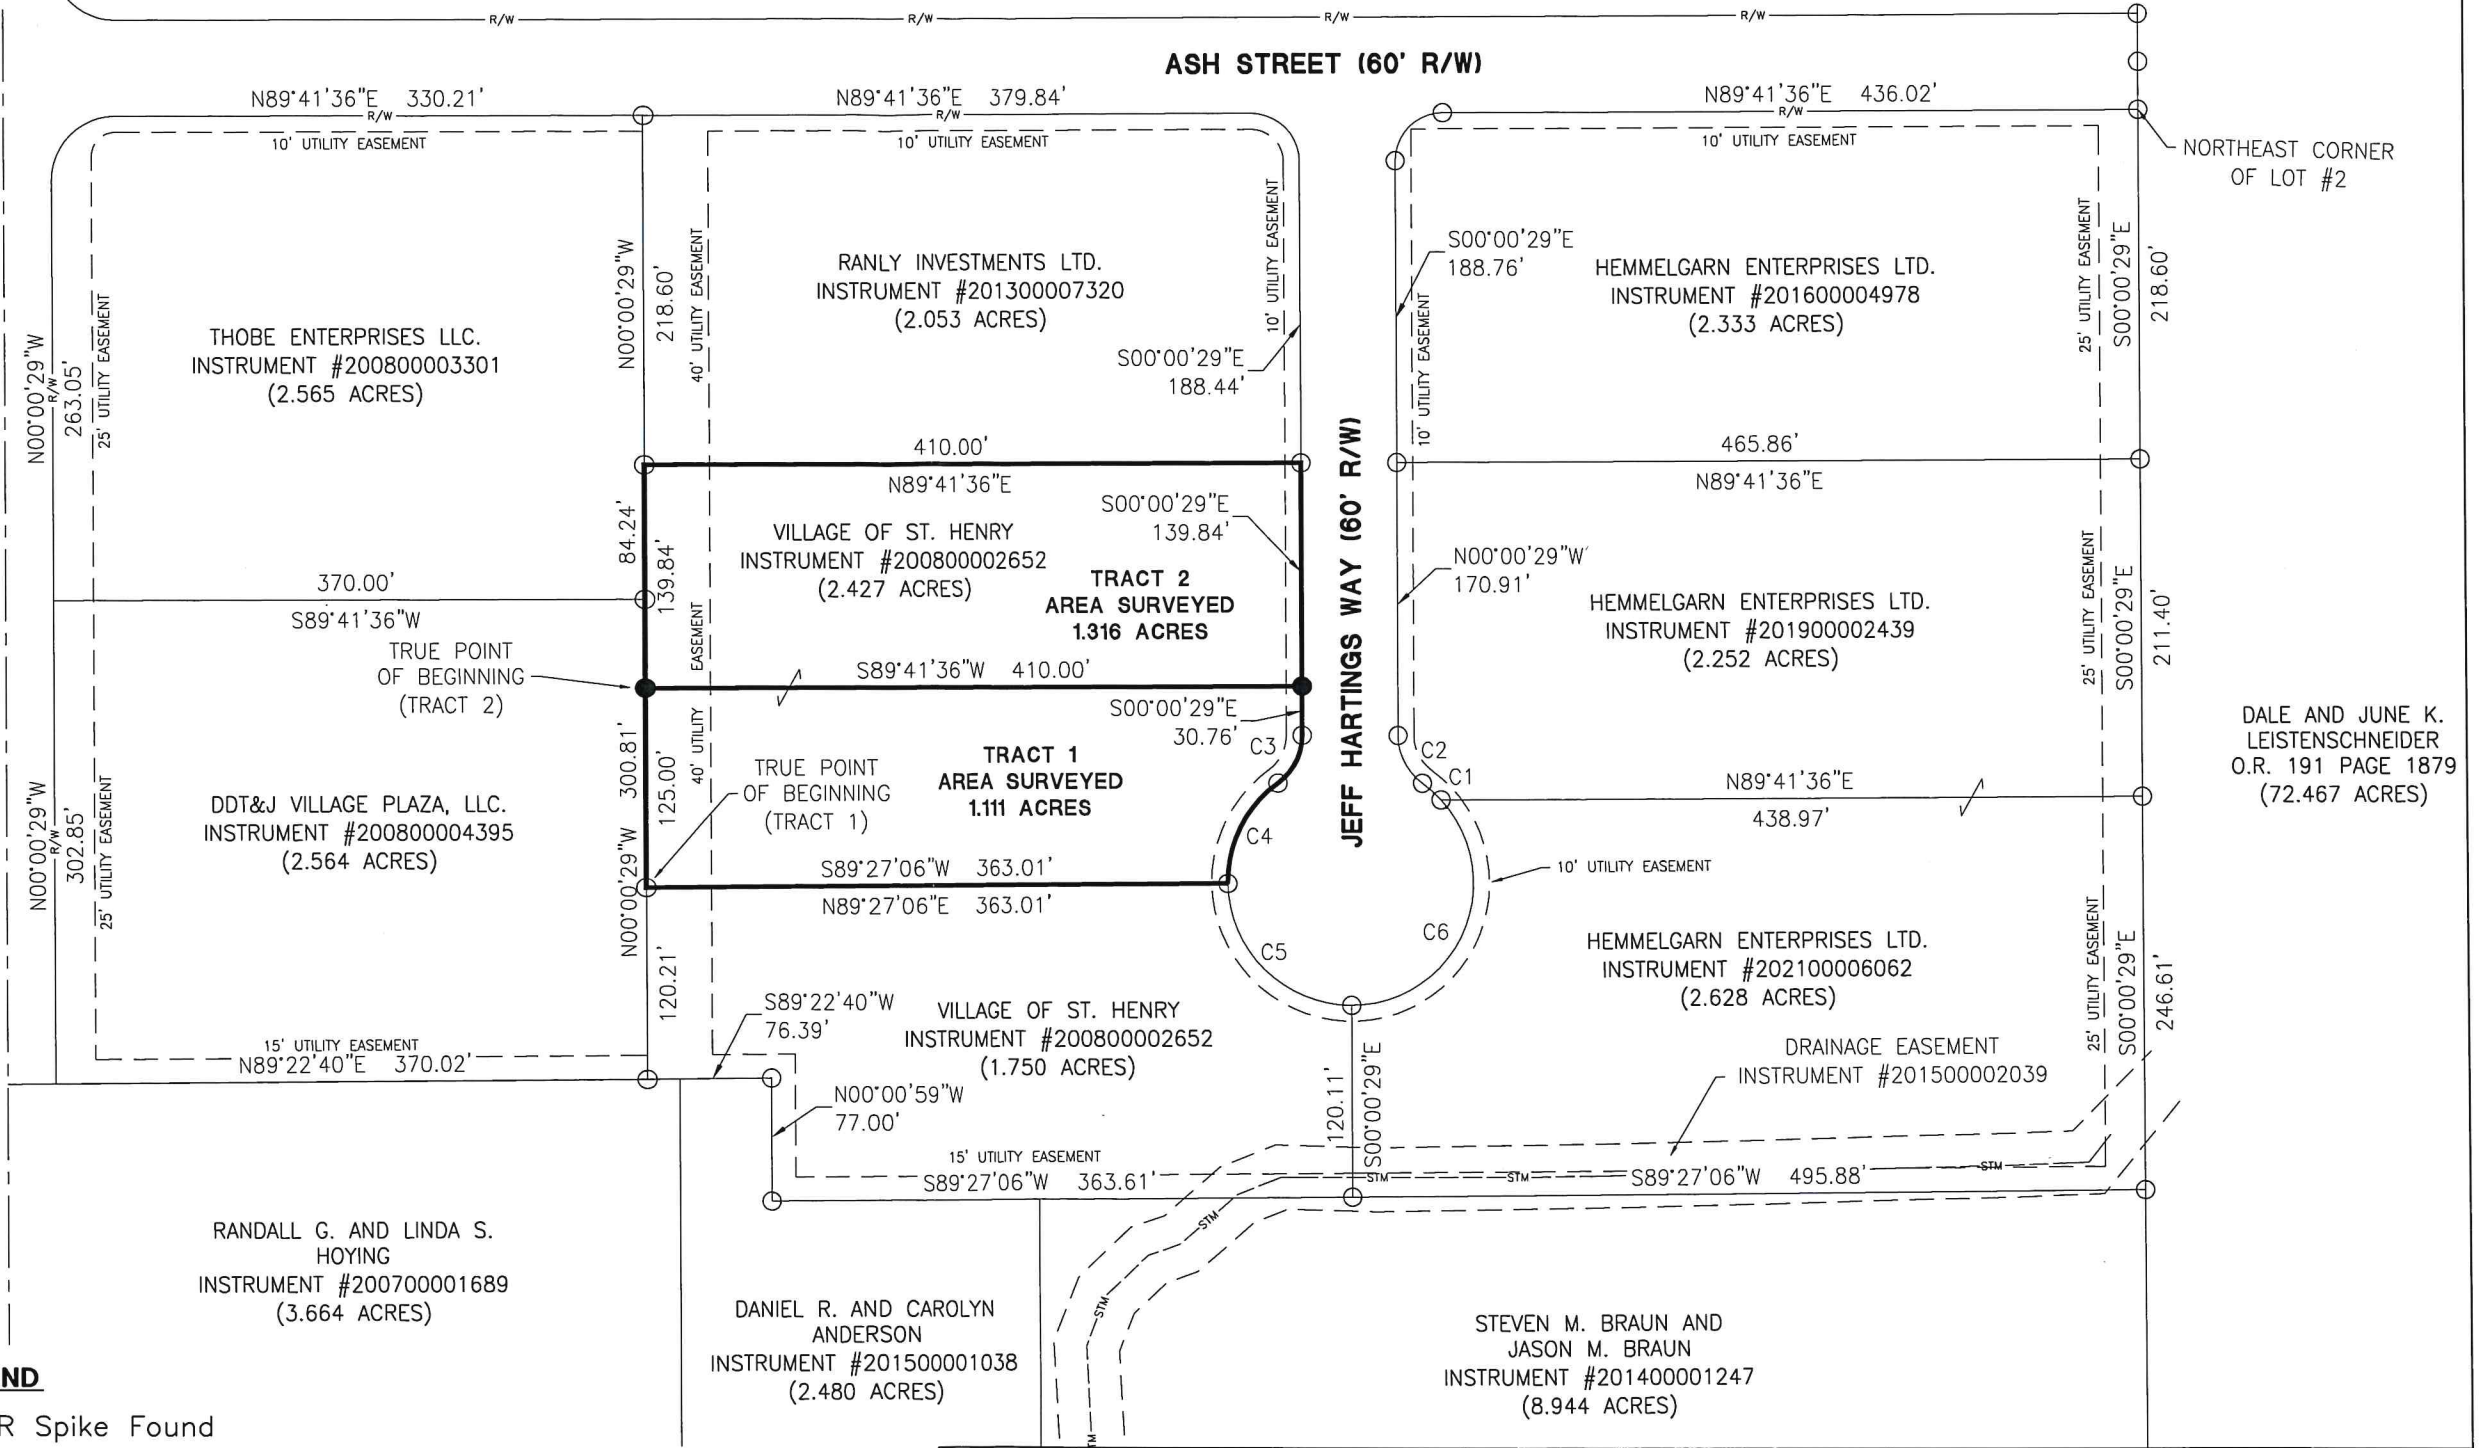 R/W
R/W
R/W
R/W
ASH STREET (60' R/W)
N89°41'36"E 330.21'
R/W
N89°41'36"E 379.84'
R/W
N89°41'36"E 436.02'
R/W
10' UTILITY EASEMENT
10' UTILITY EASEMENT
10' UTILITY EASEMENT
NORTHEAST CORNER
OF LOT #2
N00°00'29"W
R/W
263.05'
25' UTILITY EASEMENT
THOBE ENTERPRISES LLC.
INSTRUMENT #200800003301
(2.565 ACRES)
N00°00'29"W
218.60'
40' UTILITY EASEMENT
RANLY INVESTMENTS LTD.
INSTRUMENT #201300007320
(2.053 ACRES)
10' UTILITY EASEMENT
S00°00'29"E
188.44'
S00°00'29"E
188.76'
10' UTILITY EASEMENT
HEMMELGARN ENTERPRISES LTD.
INSTRUMENT #201600004978
(2.333 ACRES)
25' UTILITY EASEMENT
S00°00'29"E
218.60'
410.00'
N89°41'36"E
465.86'
N89°41'36"E
84.24'
139.84'
VILLAGE OF ST. HENRY
INSTRUMENT #200800002652
(2.427 ACRES)
S00°00'29"E
139.84'
TRACT 2
AREA SURVEYED
1.316 ACRES
JEFF HARTINGS WAY (60' R/W)
N00°00'29"W
170.91'
HEMMELGARN ENTERPRISES LTD.
INSTRUMENT #201900002439
(2.252 ACRES)
25' UTILITY EASEMENT
S00°00'29"E
211.40'
370.00'
S89°41'36"W
TRUE POINT
OF BEGINNING
(TRACT 2)
40' UTILITY EASEMENT
S89°41'36"W 410.00'
S00°00'29"E
30.76'
C3
C2
C1
N89°41'36"E
438.97'
DALE AND JUNE K.
LEISTENSCHNEIDER
O.R. 191 PAGE 1879
(72.467 ACRES)
N00°00'29"W
R/W
302.85'
25' UTILITY EASEMENT
DDT&J VILLAGE PLAZA, LLC.
INSTRUMENT #200800004395
(2.564 ACRES)
N00°00'29"W 300.81'
125.00'
TRUE POINT
OF BEGINNING
(TRACT 1)
TRACT 1
AREA SURVEYED
1.111 ACRES
C4
S89°27'06"W 363.01'
N89°27'06"E 363.01'
10' UTILITY EASEMENT
C5
C6
HEMMELGARN ENTERPRISES LTD.
INSTRUMENT #202100006062
(2.628 ACRES)
25' UTILITY EASEMENT
S00°00'29"E
246.61'
120.21'
S89°22'40"W
76.39'
VILLAGE OF ST. HENRY
INSTRUMENT #200800002652
(1.750 ACRES)
15' UTILITY EASEMENT
N89°22'40"E 370.02'
N00°00'59"W
77.00'
120.11'
S00°00'29"E
DRAINAGE EASEMENT
INSTRUMENT #201500002039
15' UTILITY EASEMENT
S89°27'06"W 363.61'
STM
STM
S89°27'06"W 495.88'
STM
STM
STM
STM
RANDALL G. AND LINDA S.
HOYING
INSTRUMENT #200700001689
(3.664 ACRES)
DANIEL R. AND CAROLYN
ANDERSON
INSTRUMENT #201500001038
(2.480 ACRES)
STEVEN M. BRAUN AND
JASON M. BRAUN
INSTRUMENT #201400001247
(8.944 ACRES)
ND
R Spike Found